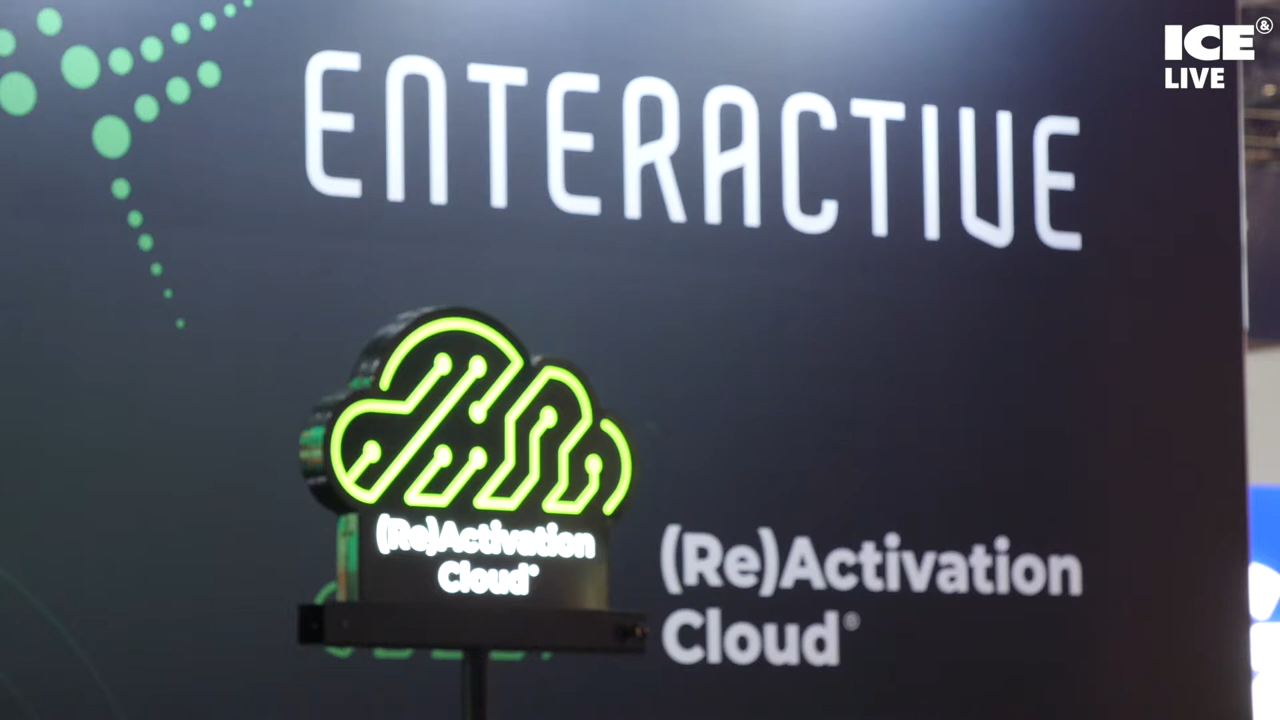 ENTERACTIVE
ICE&
LIVE
(Re)Activation
Cloud®
(Re)Activation
Cloud®